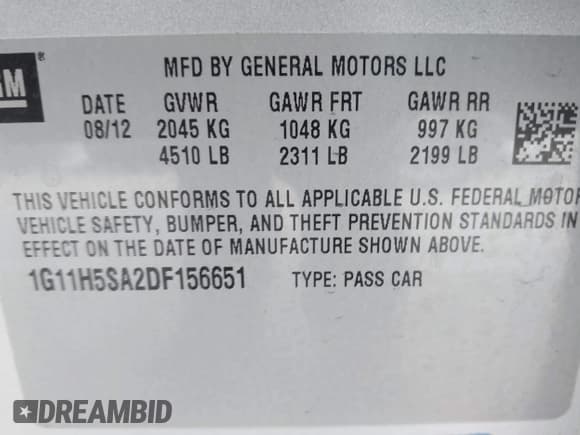 GM ®
MFD BY GENERAL MOTORS LLC
DATE GVWR GAWR FRT GAWR RR
08/12 2045 KG 1048 KG 997 KG
4510 LB 2311 LB 2199 LB
THIS VEHICLE CONFORMS TO ALL APPLICABLE U.S. FEDERAL MOTOR
VEHICLE SAFETY, BUMPER, AND THEFT PREVENTION STANDARDS IN
EFFECT ON THE DATE OF MANUFACTURE SHOWN ABOVE.
1G11H5SA2DF156651 TYPE: PASS CAR
DREAMBID